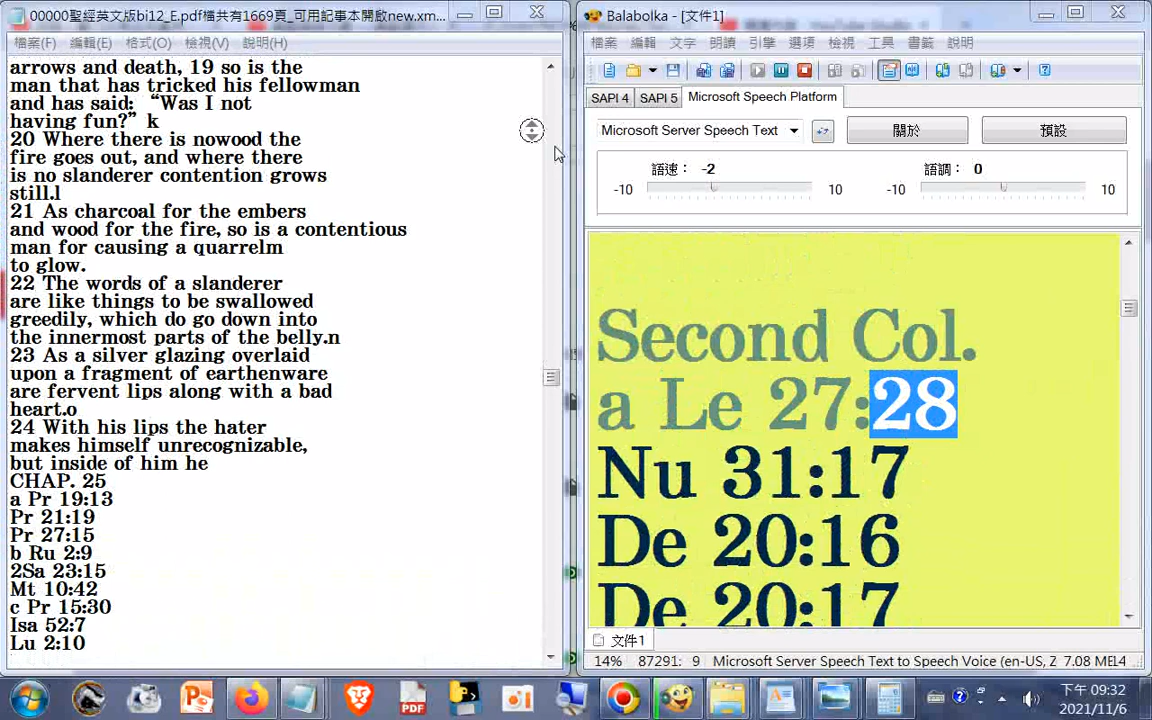 00000聖經英文版bi12_E.pdf檔共有1669頁_可用記事本開啟new.xm...
檔案(F) 編輯(E) 格式(O) 檢視(V) 說明(H)
arrows and death, 19 so is the
man that has tricked his fellowman
and has said: “Was I not
having fun?” k
20 Where there is nowood the
fire goes out, and where there
is no slanderer contention grows
still.l
21 As charcoal for the embers
and wood for the fire, so is a contentious
man for causing a quarrelm
to glow.
22 The words of a slanderer
are like things to be swallowed
greedily, which do go down into
the innermost parts of the belly.n
23 As a silver glazing overlaid
upon a fragment of earthenware
are fervent lips along with a bad
heart.o
24 With his lips the hater
makes himself unrecognizable,
but inside of him he
CHAP. 25
a Pr 19:13
Pr 21:19
Pr 27:15
b Ru 2:9
2Sa 23:15
Mt 10:42
c Pr 15:30
Isa 52:7
Lu 2:10
Balabolka - [文件1]
檔案 編輯 文字 朗讀 引擎 選項 檢視 工具 書籤 說明
SAPI 4 SAPI 5 Microsoft Speech Platform
Microsoft Server Speech Text 關於 預設
語速: -2 語調: 0
-10 10 -10 10
Second Col.
a Le 27:28
Nu 31:17
De 20:16
De 20:17
文件1
14% 87291: 9 Microsoft Server Speech Text to Speech Voice (en-US, Z 7.08 ME
PDF
下午 09:32
2021/11/6